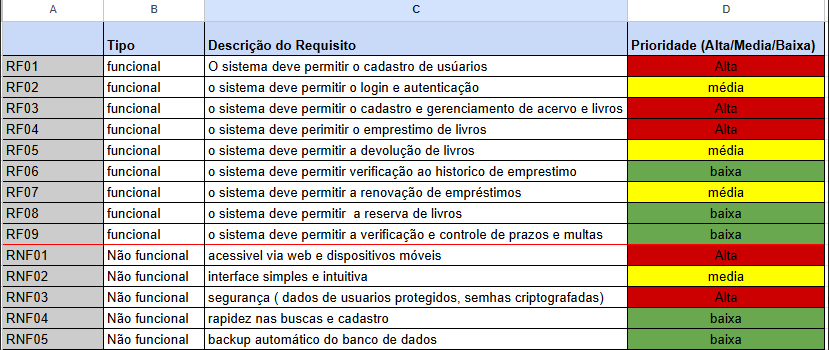 A B C D
Tipo Descrição do Requisito Prioridade (Alta/Media/Baixa)
RF01 funcional O sistema deve permitir o cadastro de usúarios Alta
RF02 funcional o sistema deve permitir o login e autenticação média
RF03 funcional o sistema deve permitir o cadastro e gerenciamento de acervo e livros Alta
RF04 funcional o sistema deve perimitir o emprestimo de livros Alta
RF05 funcional o sistema deve permitir a devolução de livros média
RF06 funcional o sistema deve permitir verificação ao historico de emprestimo baixa
RF07 funcional o sistema deve permitir a renovação de empréstimos média
RF08 funcional o sistema deve permitir  a reserva de livros baixa
RF09 funcional o sistema deve permitir a verificação e controle de prazos e multas baixa
RNF01 Não funcional acessivel via web e dispositivos móveis Alta
RNF02 Não funcional interface simples e intuitiva media
RNF03 Não funcional segurança ( dados de usuarios protegidos, semhas criptografadas) Alta
RNF04 Não funcional rapidez nas buscas e cadastro baixa
RNF05 Não funcional backup automático do banco de dados baixa